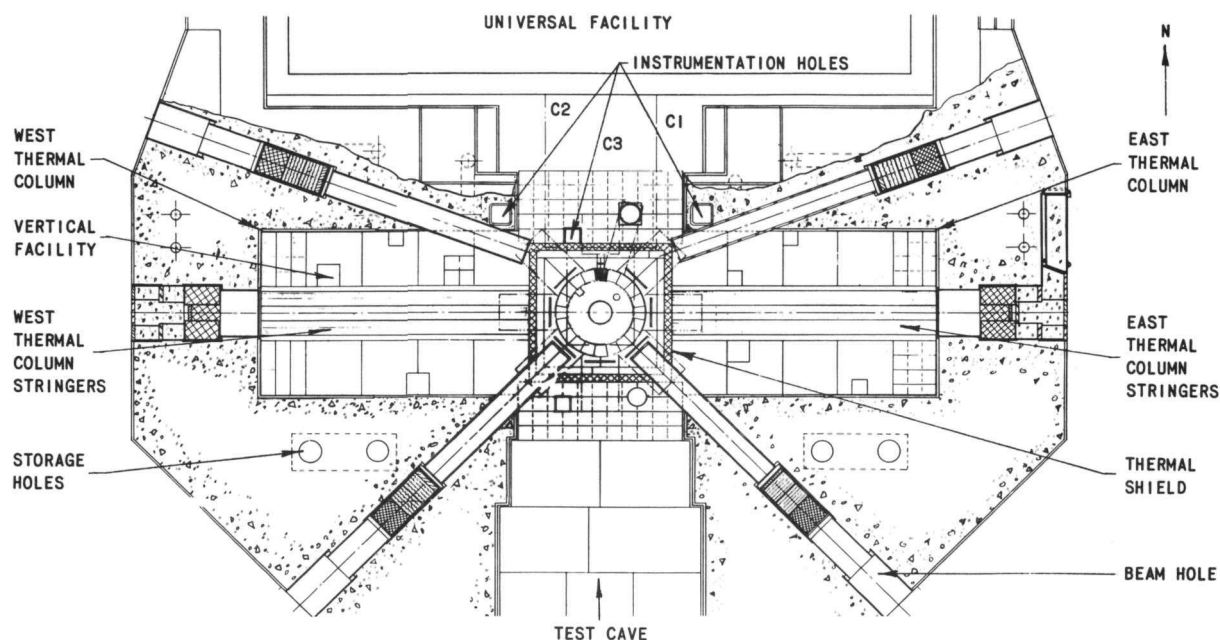 UNIVERSAL FACILITY
N
INSTRUMENTATION HOLES
C2
C1
C3
WEST
THERMAL
COLUMN
VERTICAL
FACILITY
WEST
THERMAL
COLUMN
STRINGERS
STORAGE
HOLES
EAST
THERMAL
COLUMN
EAST
THERMAL
COLUMN
STRINGERS
THERMAL
SHIELD
BEAM HOLE
TEST CAVE